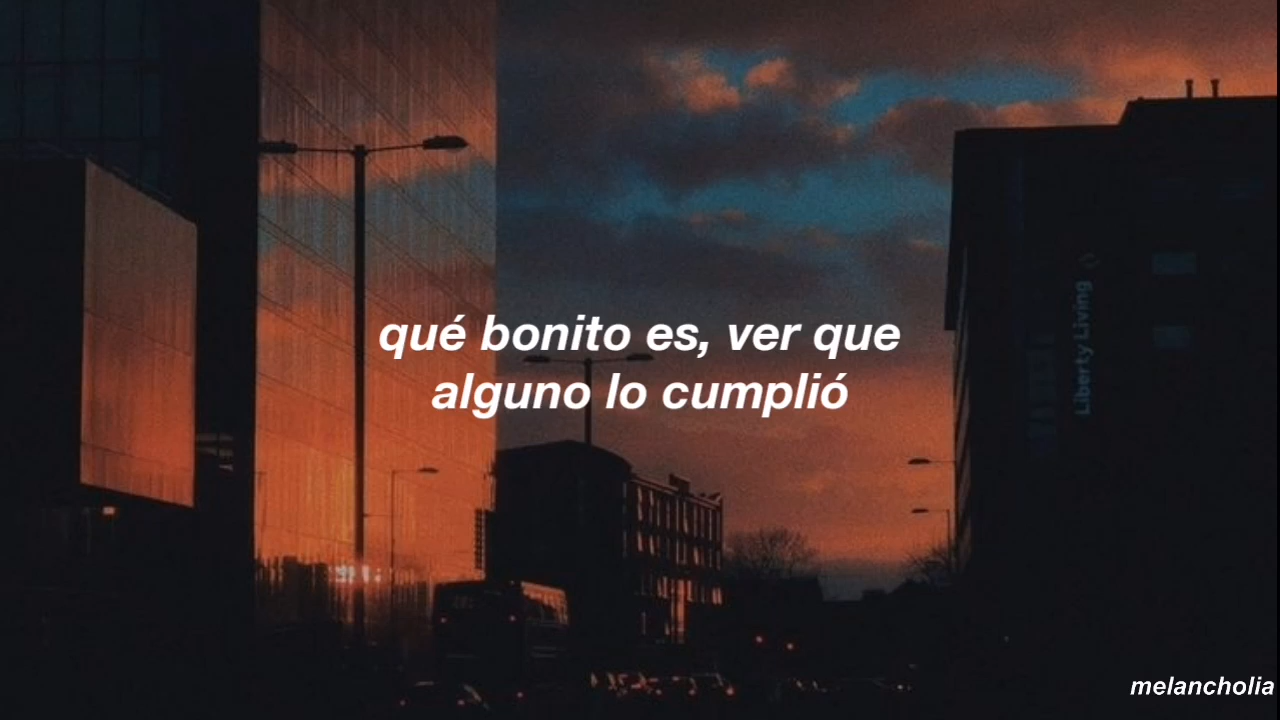 qué bonito es, ver que
alguno lo cumplió
Liberty Living
melancholia